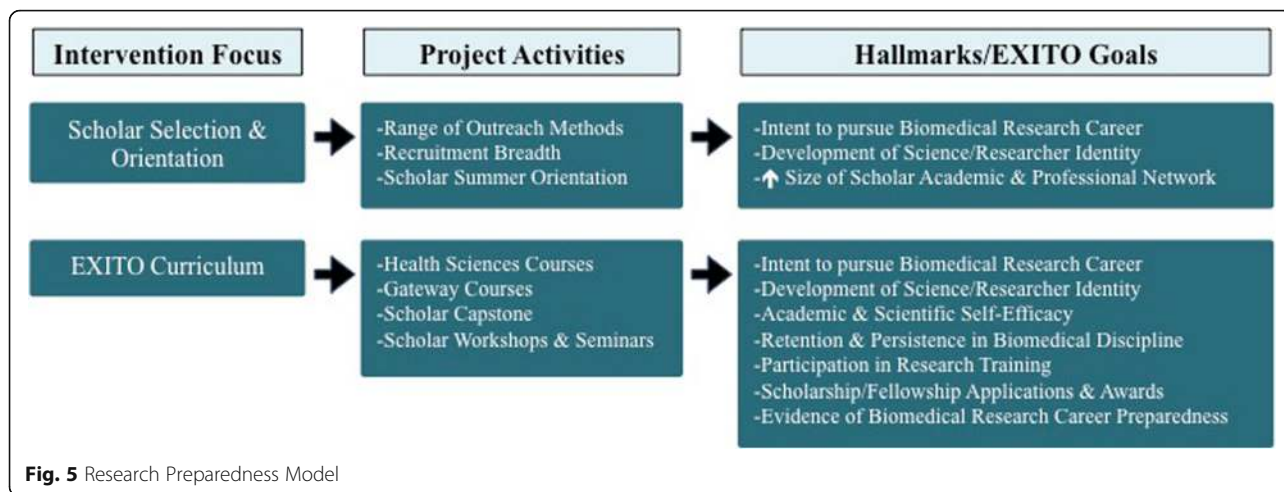 Intervention Focus
Project Activities
Hallmarks/EXITO Goals
Scholar Selection &
Orientation
-Range of Outreach Methods
-Recruitment Breadth
-Scholar Summer Orientation
-Intent to pursue Biomedical Research Career
-Development of Science/Researcher Identity
-↑ Size of Scholar Academic & Professional Network
EXITO Curriculum
-Health Sciences Courses
-Gateway Courses
-Scholar Capstone
-Scholar Workshops & Seminars
-Intent to pursue Biomedical Research Career
-Development of Science/Researcher Identity
-Academic & Scientific Self-Efficacy
-Retention & Persistence in Biomedical Discipline
-Participation in Research Training
-Scholarship/Fellowship Applications & Awards
-Evidence of Biomedical Research Career Preparedness
Fig. 5 Research Preparedness Model